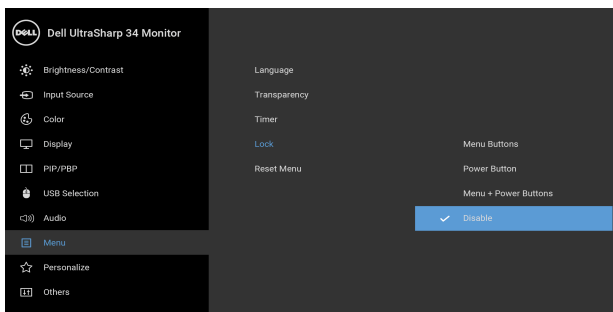 DELL Dell UltraSharp 34 Monitor
Brightness/Contrast
Input Source
Color
Display
PIP/PBP
USB Selection
Audio
Menu
Personalize
Others
Language
Transparency
Timer
Lock
Reset Menu
Menu Buttons
Power Button
Menu + Power Buttons
Disable